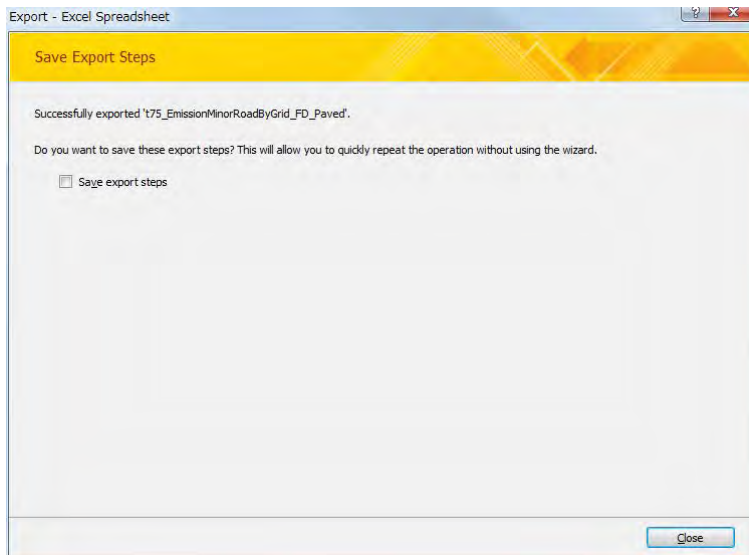 Export - Excel Spreadsheet
Save Export Steps
Successfully exported 't75_EmissionMinorRoadByGrid_FD_Paved'.
Do you want to save these export steps? This will allow you to quickly repeat the operation without using the wizard.
Save export steps
Close